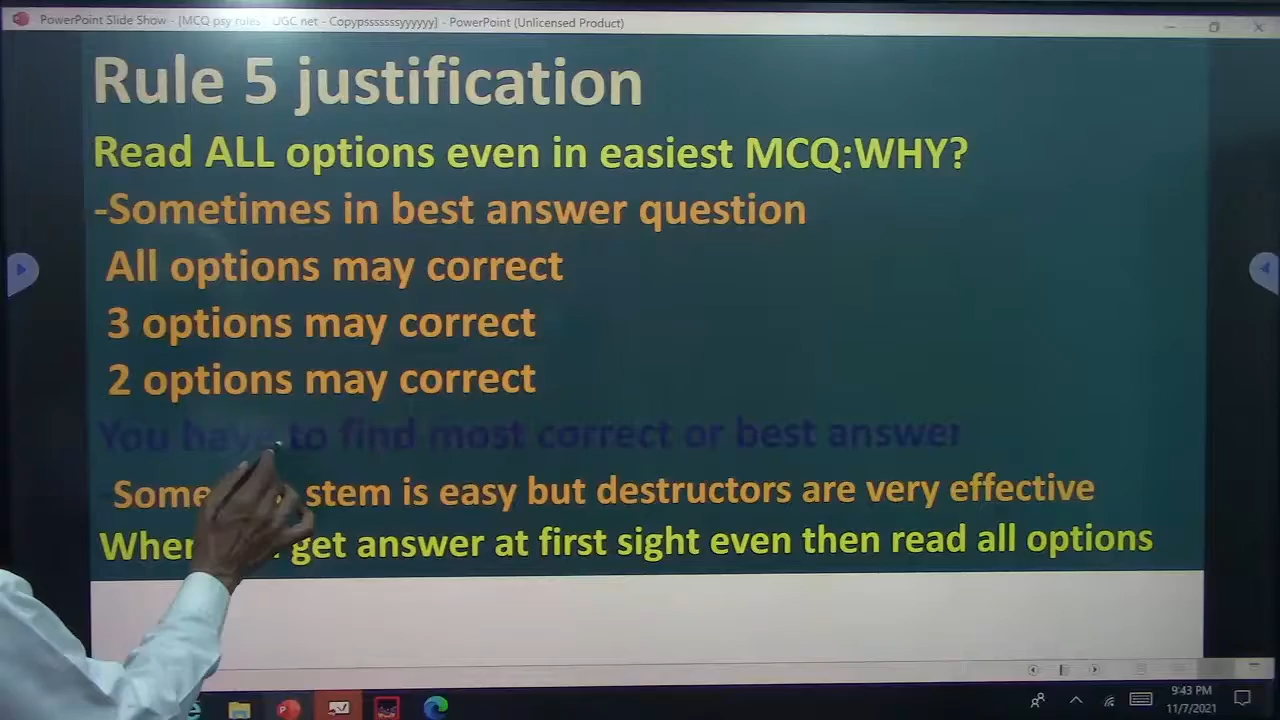 PowerPoint Slide Show - [MCQ psy rules UGC net - Copypsssssssyyyyyy] - PowerPoint (Unlicensed Product)
Rule 5 justification
Read ALL options even in easiest MCQ:WHY?
-Sometimes in best answer question
All options may correct
3 options may correct
2 options may correct
You have to find most correct or best answer
stem is easy but destructors are very effective
get answer at first sight even then read all options
9:43 PM
11/7/2021